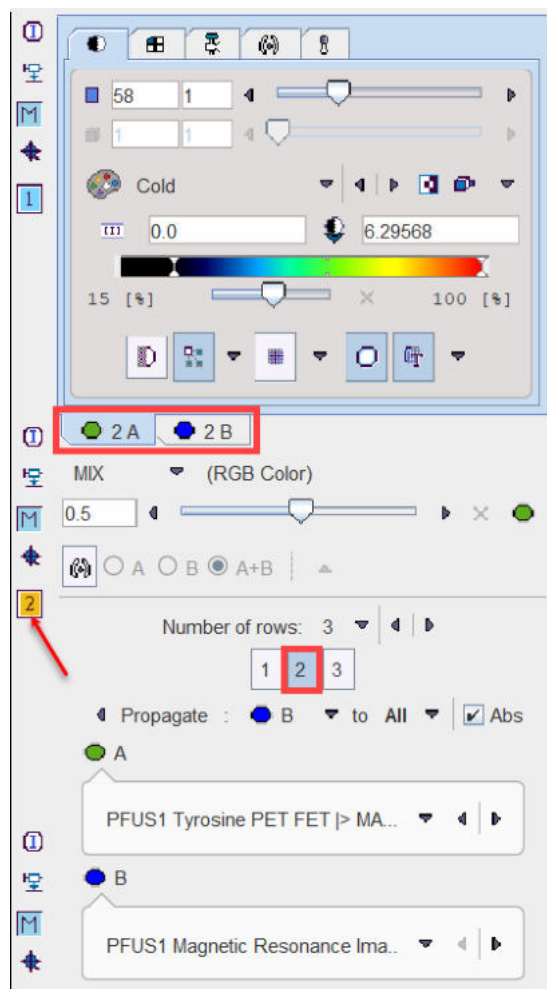 58 1
1 1
Cold
1
0.0 6.29568
15 [%] 100 [%]
2 A 2 B
MIX (RGB Color)
M
0.5
A B A+B
2
Number of rows: 3
1 2 3
Propagate : B to All Abs
A
PFUS1 Tyrosine PET FET |> MA...
B
M
PFUS1 Magnetic Resonance Ima..